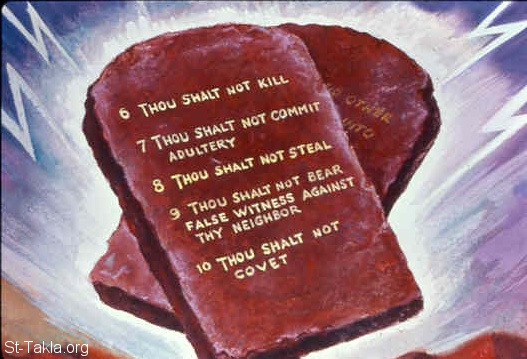 6 THOU SHALT NOT KILL
7 THOU SHALT NOT COMMIT
ADULTERY
8 THOU SHALT NOT STEAL
9 THOU SHALT NOT BEAR
FALSE WITNESS AGAINST
THY NEIGHBOR
10 THOU SHALT NOT
COVET
OTHER
St-Takla.org